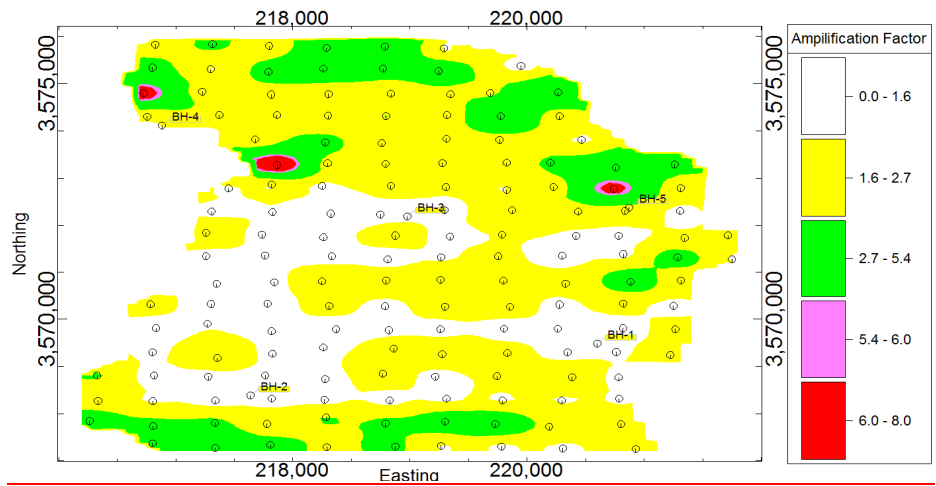 218,000 220,000
Ampilification Factor
3,575,000 3,575,000
0.0 - 1.6
BH-4
1.6 - 2.7
BH-5
BH-3
Nothing
2.7 - 5.4
3,570,000 3,570,000
5.4 - 6.0
BH-1
BH-2
6.0 - 8.0
218,000 220,000
Easting